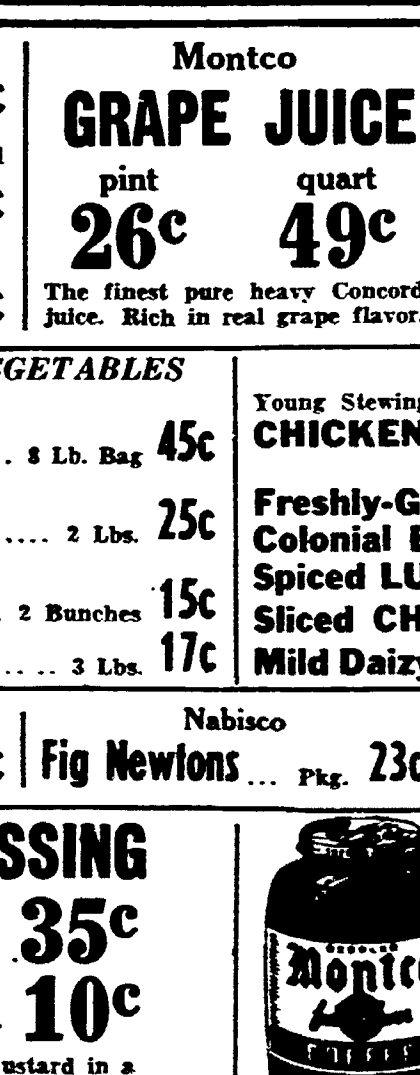 Montco
GRAPE JUICE
pint quart
26c 49c
The finest pure heavy Concord
juice. Rich in real grape flavor.
GETABLES
. 8 Lb. Bag 45c
.... 2 Lbs. 25c
. 2 Bunches 15c
.. .. 3 Lbs. 17c
Young Stewing
CHICKEN
Freshly-G
Colonial
Spiced LU
Sliced CH
Mild Daizy
Nabisco
Fig Newtons ... Pkg. 23c
SSING
35c
10c
ustard in a
Montco